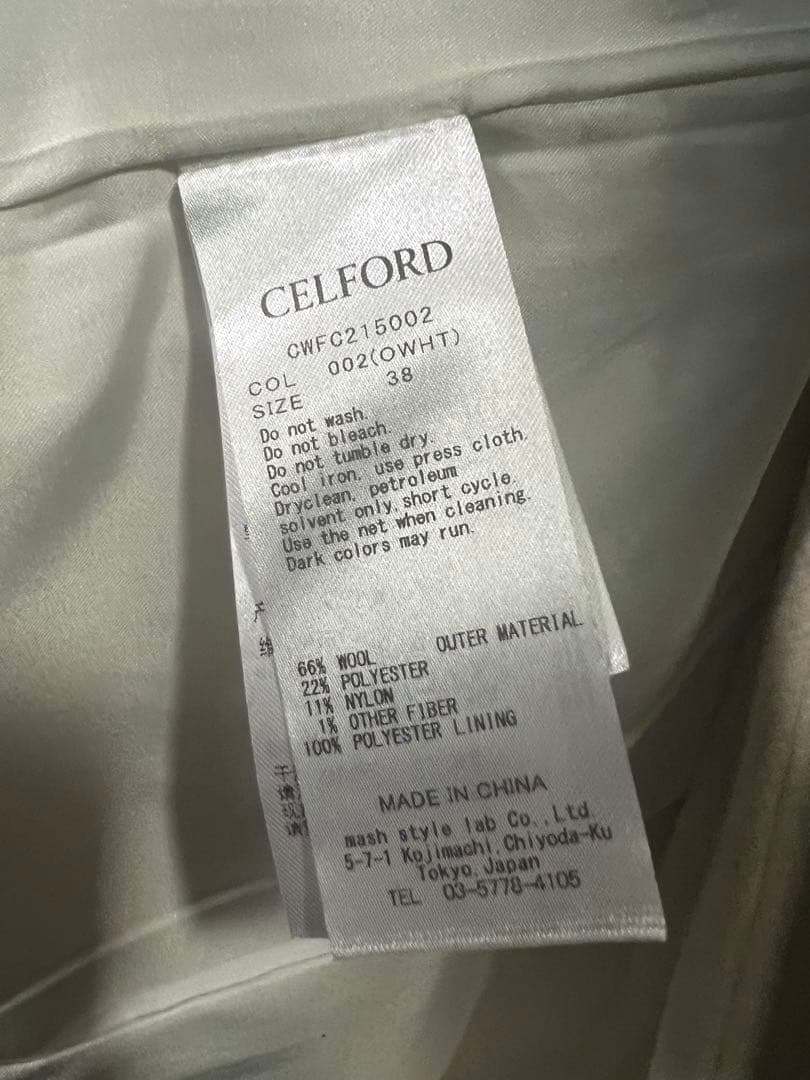 CELFORD
CWFC215002
COL 002(OWHT)
SIZE 38
Do not wash.
Do not bleach.
Do not tumble dry.
Cool iron, use press cloth.
Dryclean, petroleum
solvent only, short cycle.
Use the net when cleaning.
Dark colors may run.
OUTER MATERIAL
66% WOOL
22% POLYESTER
11% NYLON
1% OTHER FIBER
100% POLYESTER LINING
MADE IN CHINA
mash style lab Co.,Ltd.
5-7-1 Kojimachi,Chiyoda-Ku
Tokyo,Japan
TEL 03-5778-4105